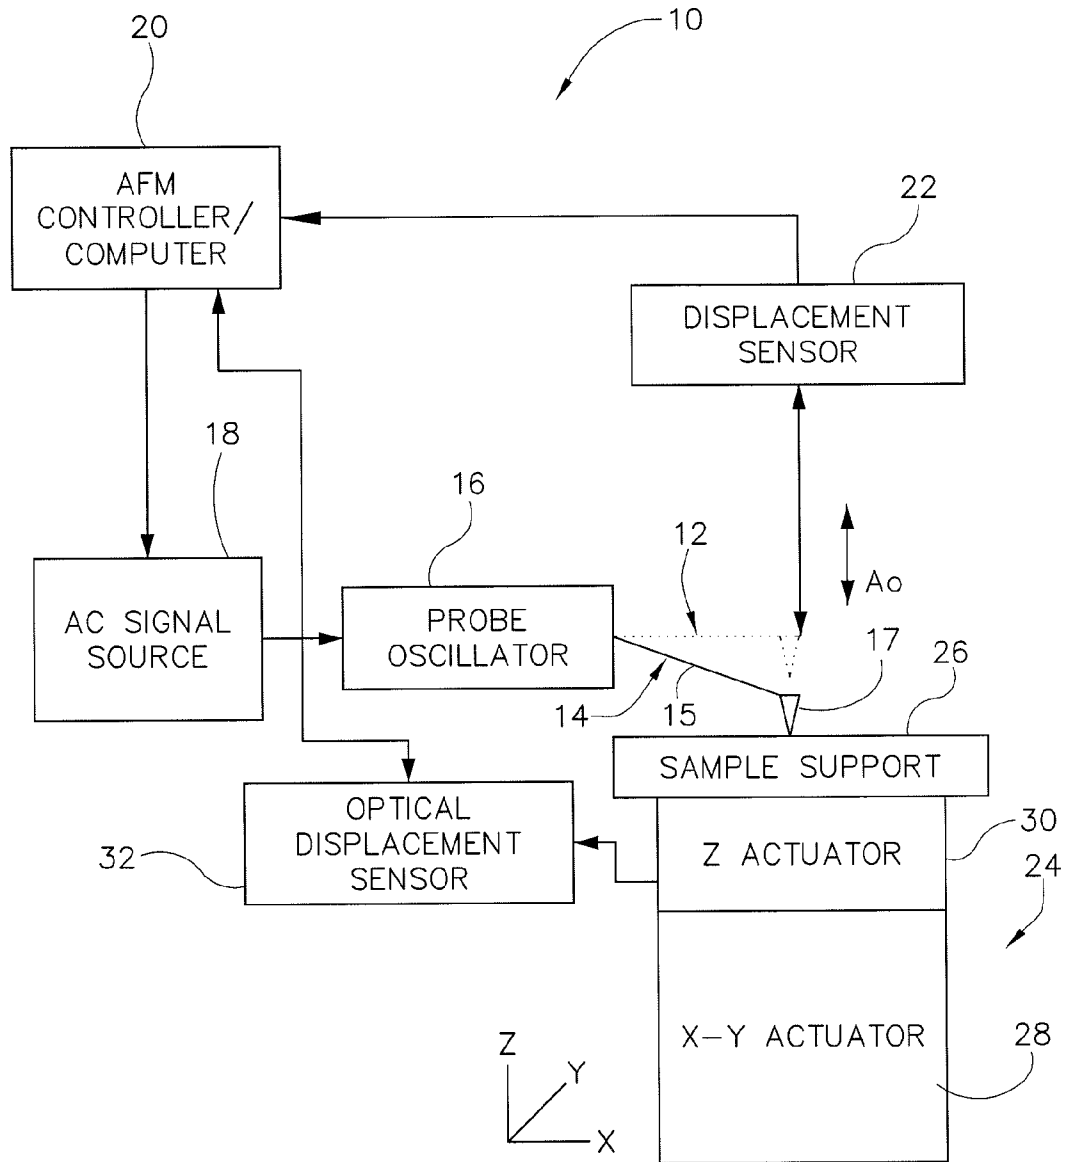 10
20
AFM
CONTROLLER/
COMPUTER
22
DISPLACEMENT
SENSOR
18
16
12
Ao
AC SIGNAL
SOURCE
PROBE
OSCILLATOR
17
26
14
15
SAMPLE SUPPORT
OPTICAL
DISPLACEMENT
SENSOR
32
Z ACTUATOR
30
24
X-Y ACTUATOR
28
Z
Y
X